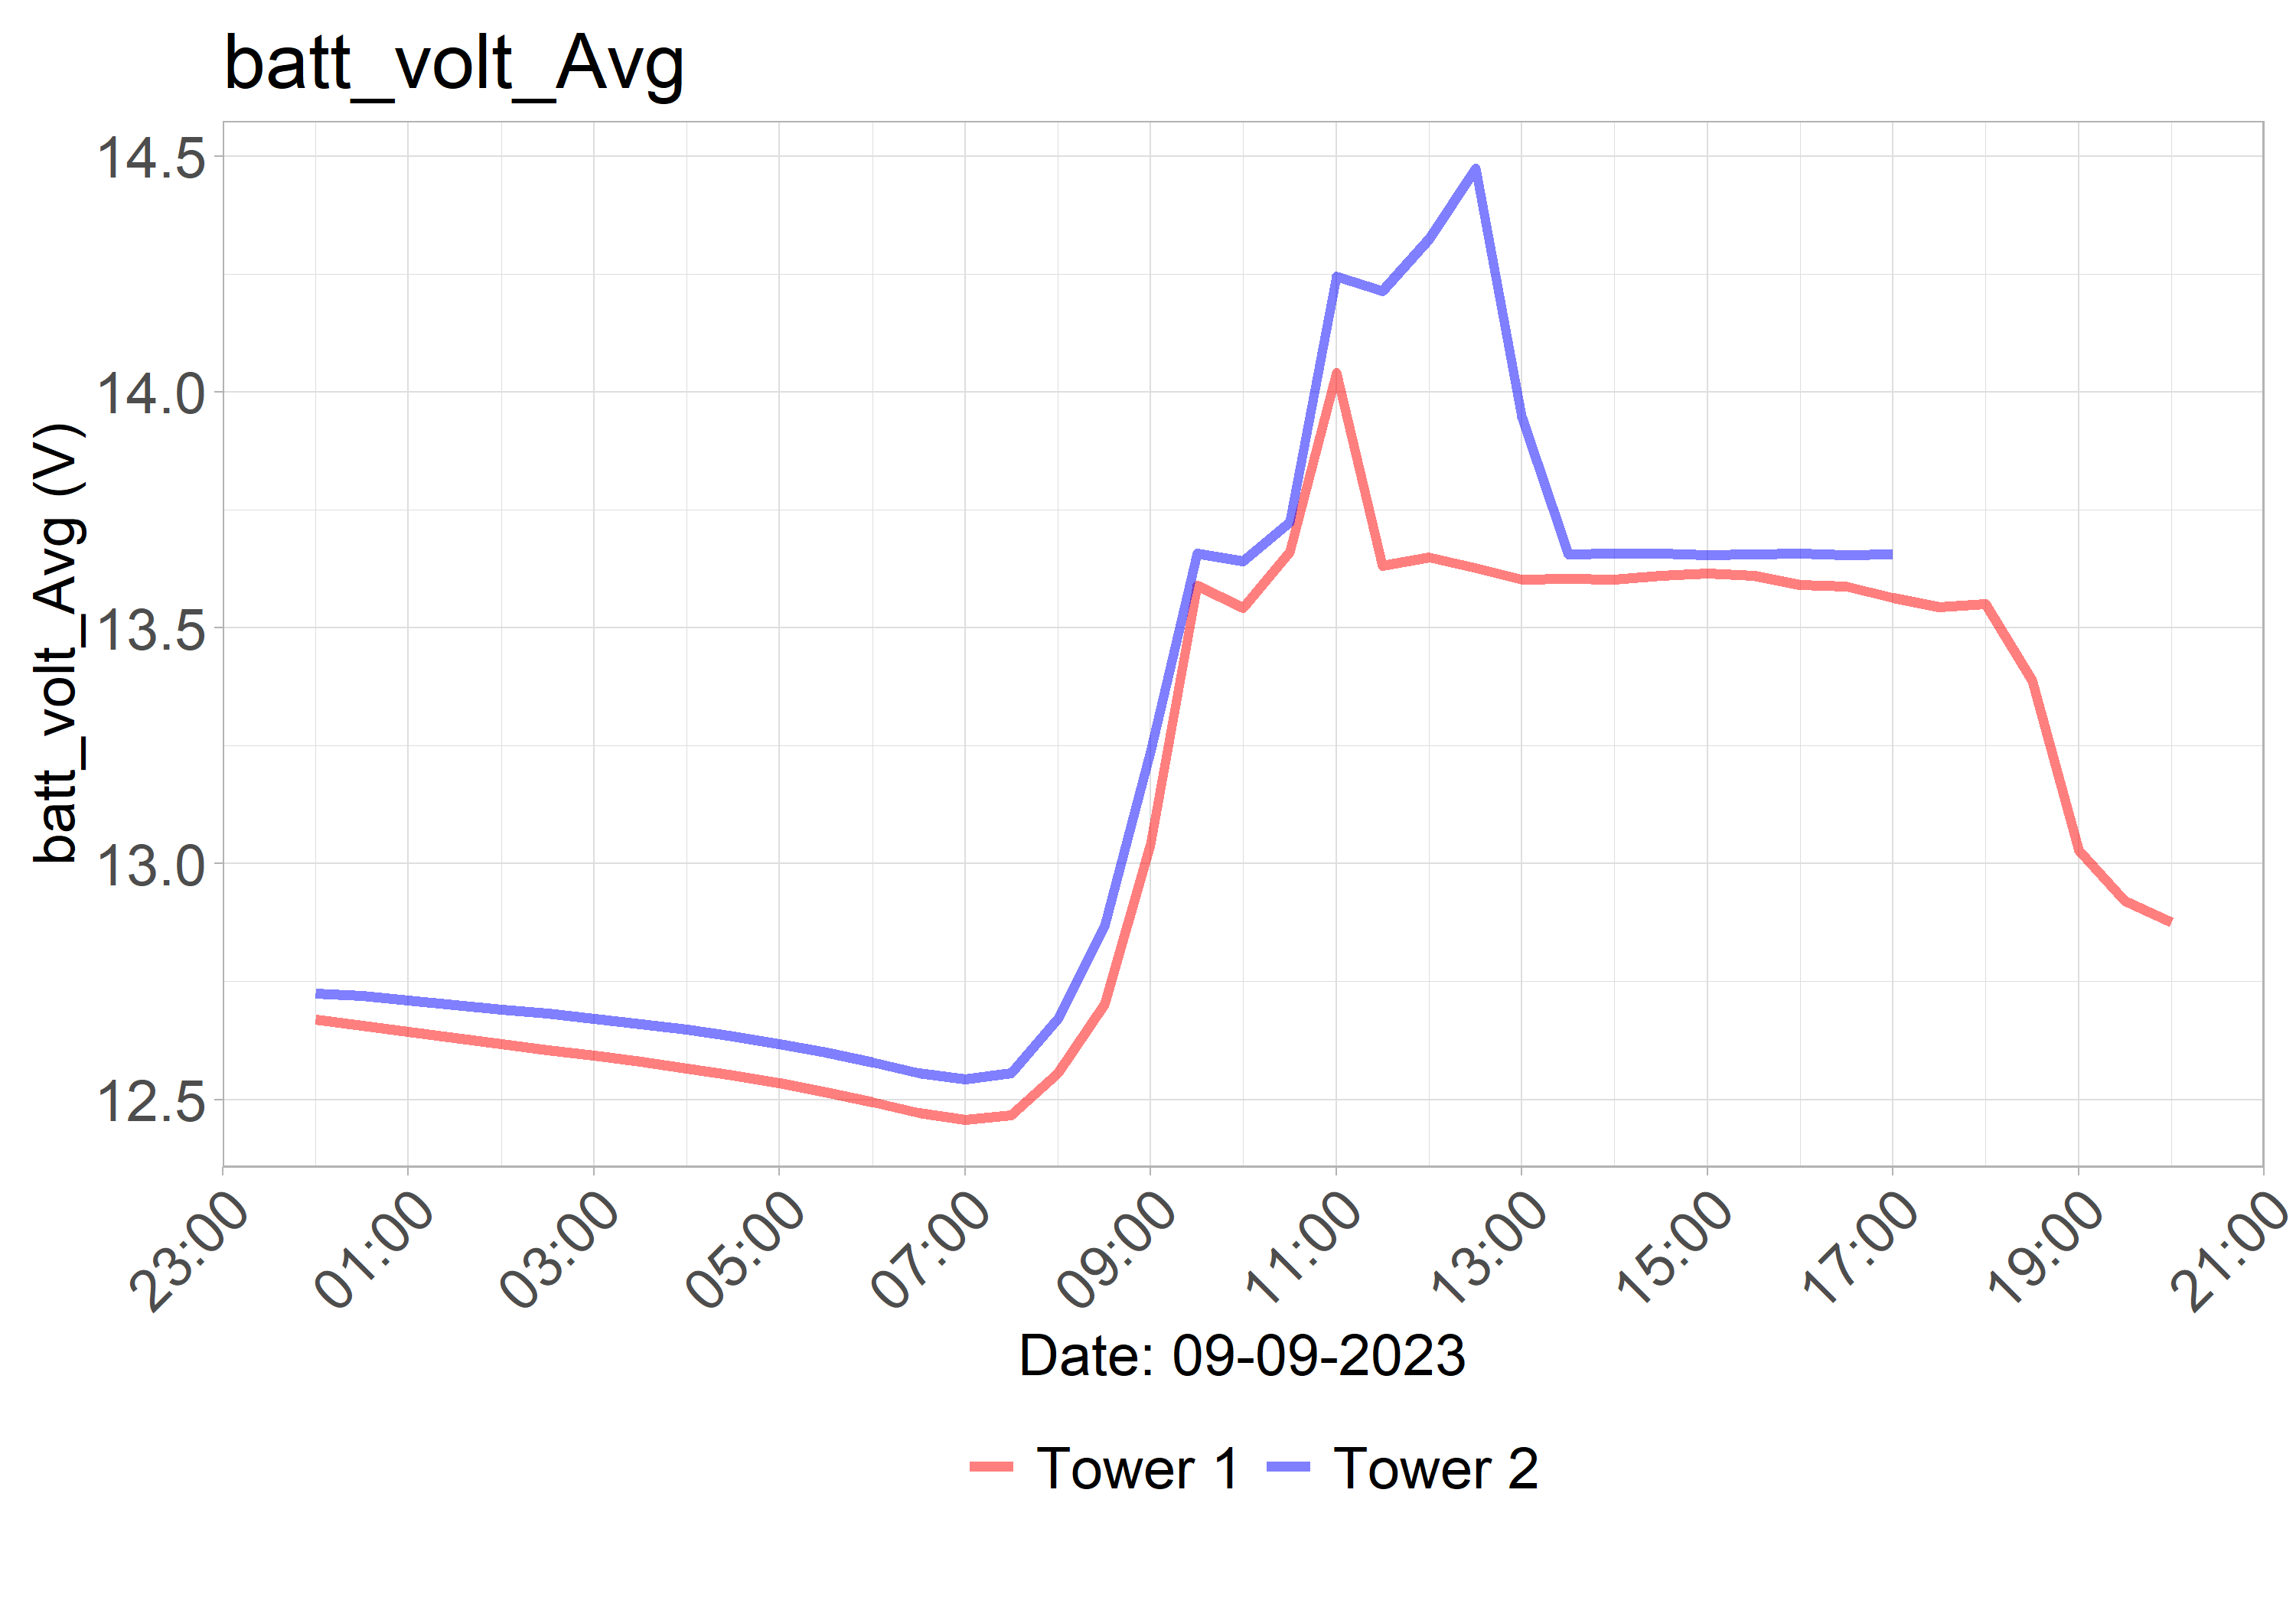 batt_volt_Avg
batt_volt_Avg (V)
14.5
14.0
13.5
13.0
12.5
23:00 01:00 03:00 05:00 07:00 09:00 11:00 13:00 15:00 17:00 19:00 21:00
Date: 09-09-2023
Tower 1 Tower 2